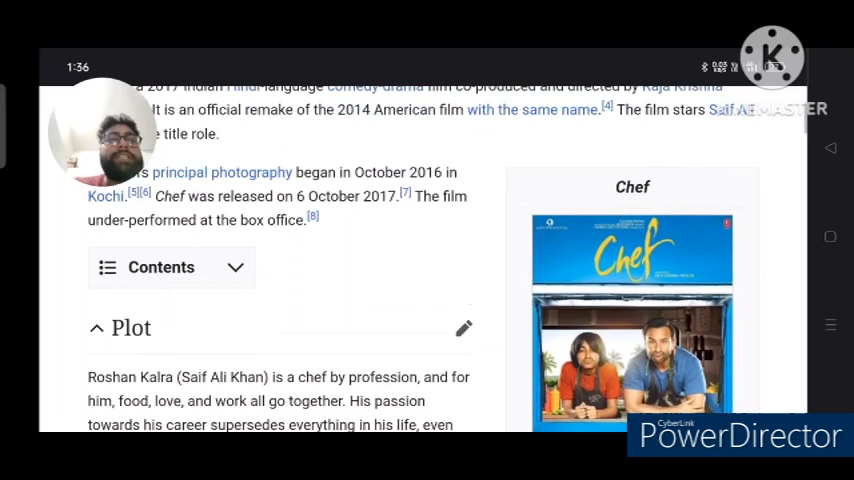 1:36
0.03
KB/S
K
NEMASTER
a 2017 Indian Hindi-language comedy-drama film co-produced and directed by Raja Krishna
It is an official remake of the 2014 American film with the same name.[4] The film stars Saif Ali
e title role.
principal photography began in October 2016 in
Kochi.[5][6] Chef was released on 6 October 2017.[7] The film
under-performed at the box office.[8]
Contents
Plot
Roshan Kalra (Saif Ali Khan) is a chef by profession, and for
him, food, love, and work all go together. His passion
towards his career supersedes everything in his life, even
Chef
Chef
CyberLink
PowerDirector